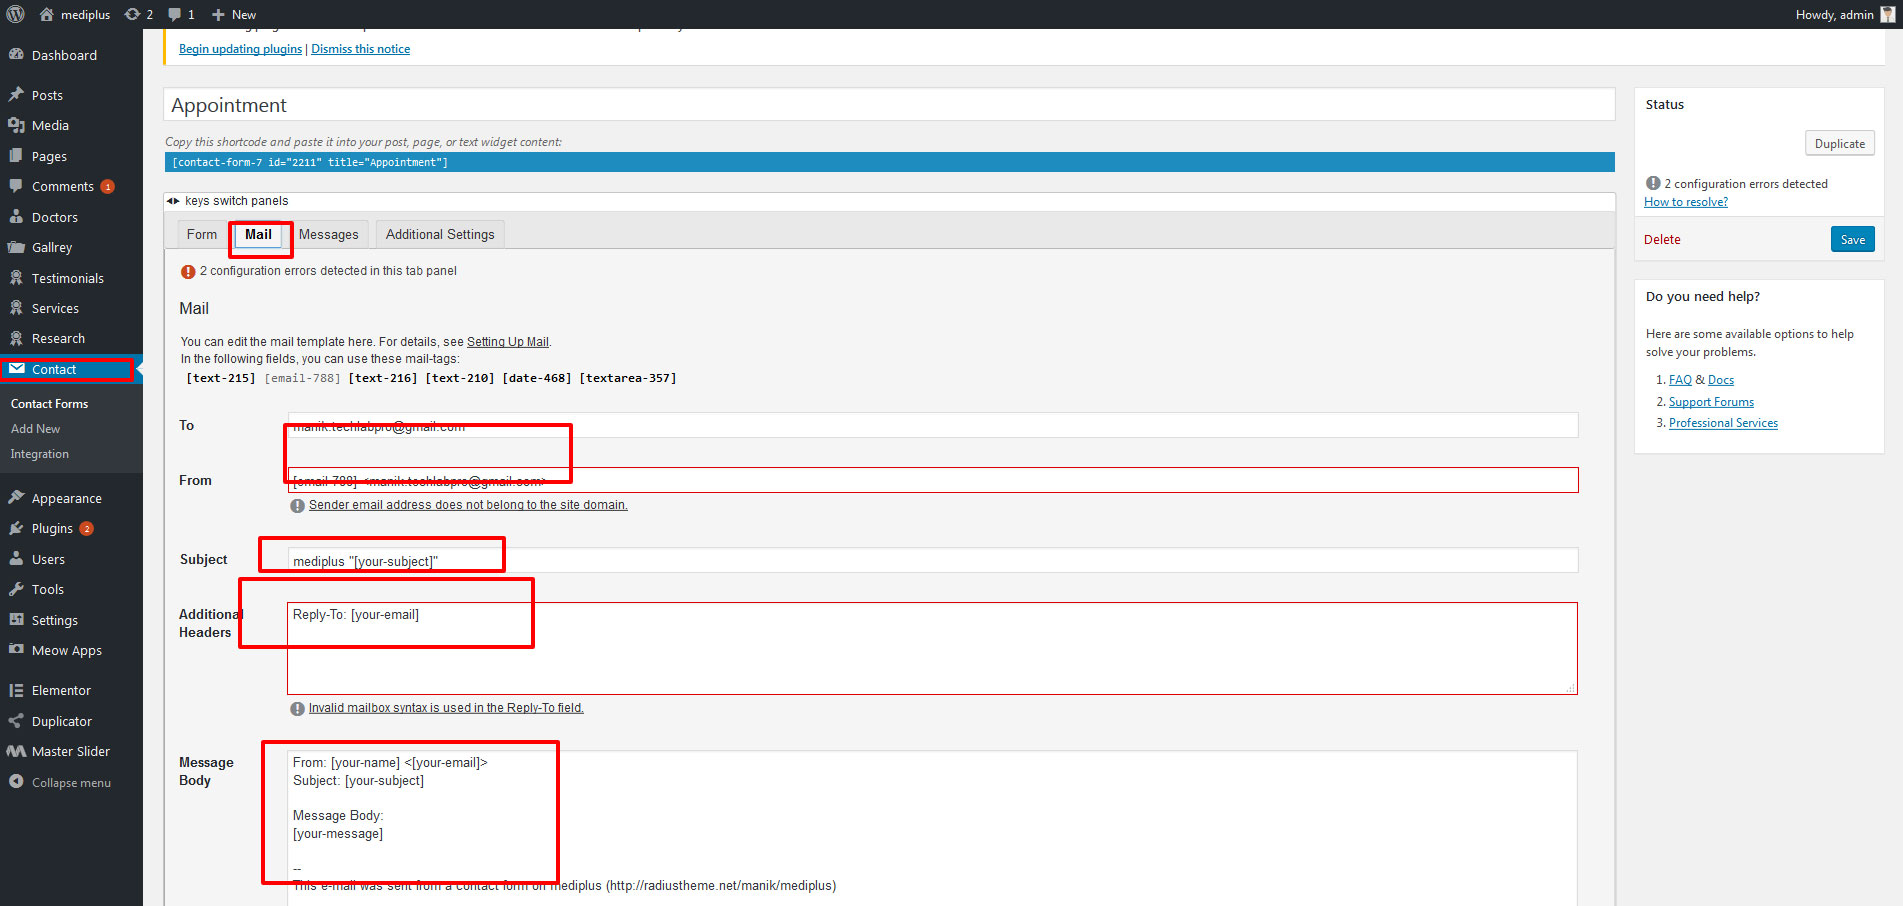 mediplus 2 1 New Howdy, admin
Dashboard
Posts
Media
Pages
Comments 1
Doctors
Gallrey
Testimonials
Services
Research
Contact
Contact Forms
Add New
Integration
Appearance
Plugins 2
Users
Tools
Settings
Meow Apps
Elementor
Duplicator
Master Slider
Collapse menu
Begin updating plugins | Dismiss this notice
Appointment
Copy this shortcode and paste it into your post, page, or text widget content:
[contact-form-7 id="2211" title="Appointment"]
keys switch panels
Form Mail Messages Additional Settings
2 configuration errors detected in this tab panel
Mail
You can edit the mail template here. For details, see Setting Up Mail.
In the following fields, you can use these mail-tags:
[text-215] [email-788] [text-216] [text-210] [date-468] [textarea-357]
To manik.techlabpro@gmail.com
From [email-788] <manik.techlabpro@gmail.com>
Sender email address does not belong to the site domain.
Subject mediplus "[your-subject]"
Additional Headers
Reply-To: [your-email]
Invalid mailbox syntax is used in the Reply-To field.
Message Body
From: [your-name] <[your-email]>
Subject: [your-subject]
Message Body:
[your-message]
--
This e-mail was sent from a contact form on mediplus (http://radiustheme.net/manik/mediplus)
Status
Duplicate
2 configuration errors detected
How to resolve?
Delete Save
Do you need help?
Here are some available options to help
solve your problems.
1. FAQ & Docs
2. Support Forums
3. Professional Services